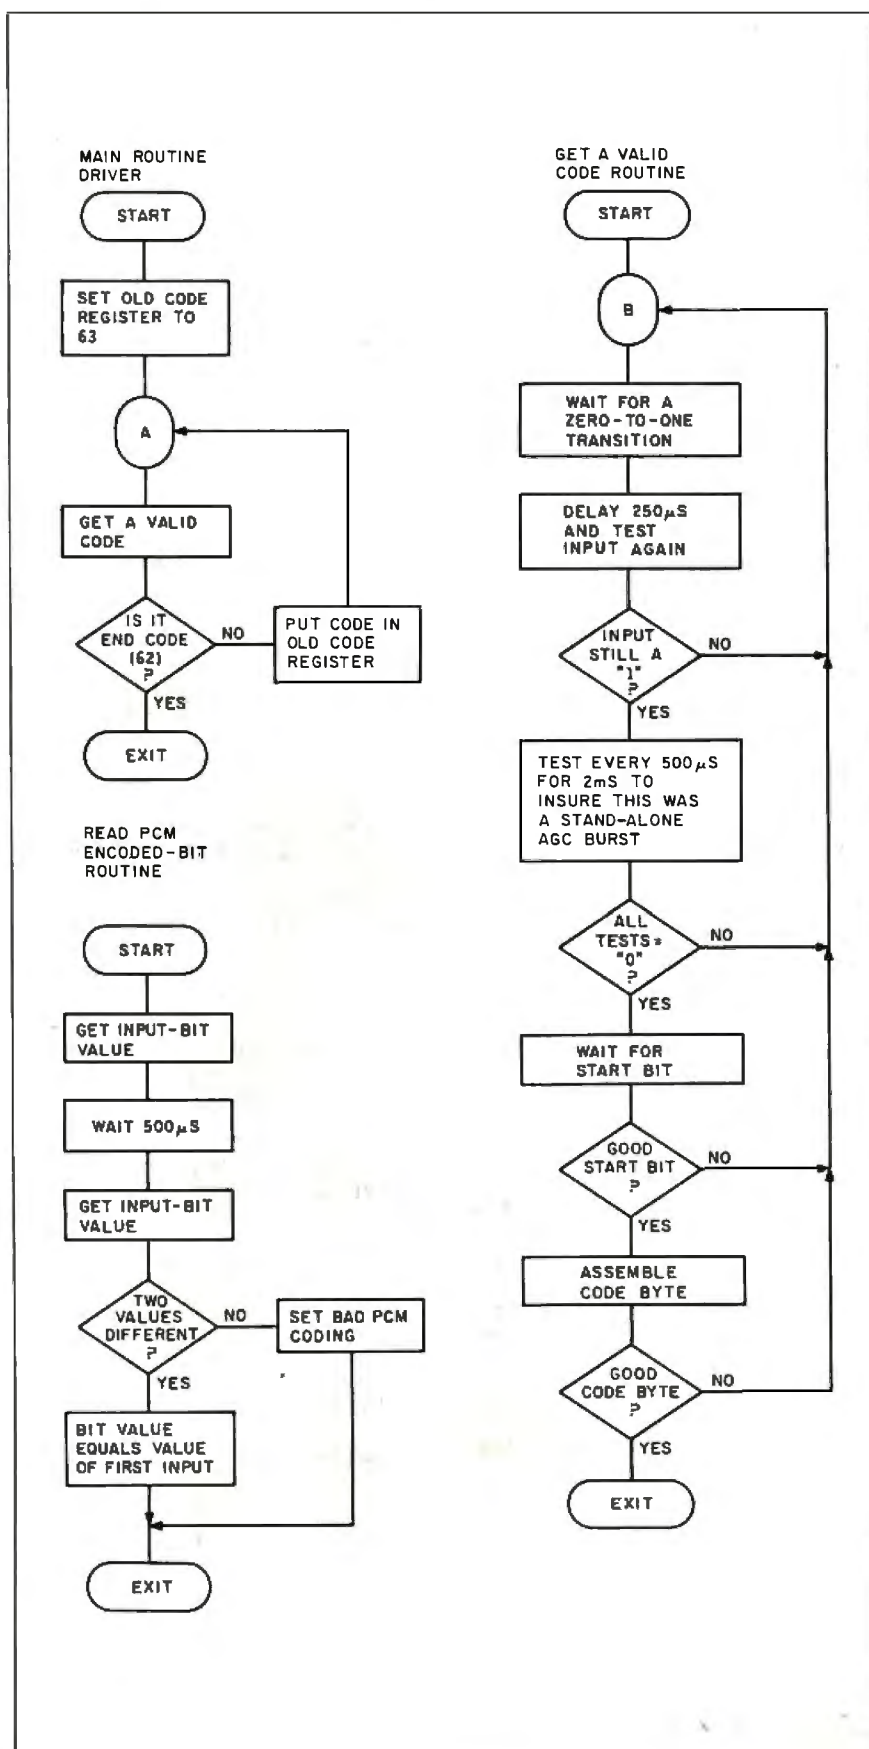 MAIN ROUTINE
DRIVER
START
SET OLD CODE
REGISTER TO
63
A
GET A VALID
CODE
IS IT
END CODE
(62)
?
NO
PUT CODE IN
OLD CODE
REGISTER
YES
EXIT
READ PCM
ENCODED-BIT
ROUTINE
START
GET INPUT-BIT
VALUE
WAIT 500µS
GET INPUT-BIT
VALUE
TWO
VALUES
DIFFERENT
?
NO
SET BAD PCM
CODING
YES
BIT VALUE
EQUALS VALUE
OF FIRST INPUT
EXIT
GET A VALID
CODE ROUTINE
START
B
WAIT FOR A
ZERO-TO-ONE
TRANSITION
DELAY 250µS
AND TEST
INPUT AGAIN
INPUT
STILL A
"1"
?
NO
YES
TEST EVERY 500µS
FOR 2mS TO
INSURE THIS WAS
A STAND-ALONE
AGC BURST
ALL
TESTS=
"0"
?
NO
YES
WAIT FOR
START BIT
GOOD
START BIT
?
NO
YES
ASSEMBLE
CODE BYTE
GOOD
CODE BYTE
?
NO
YES
EXIT